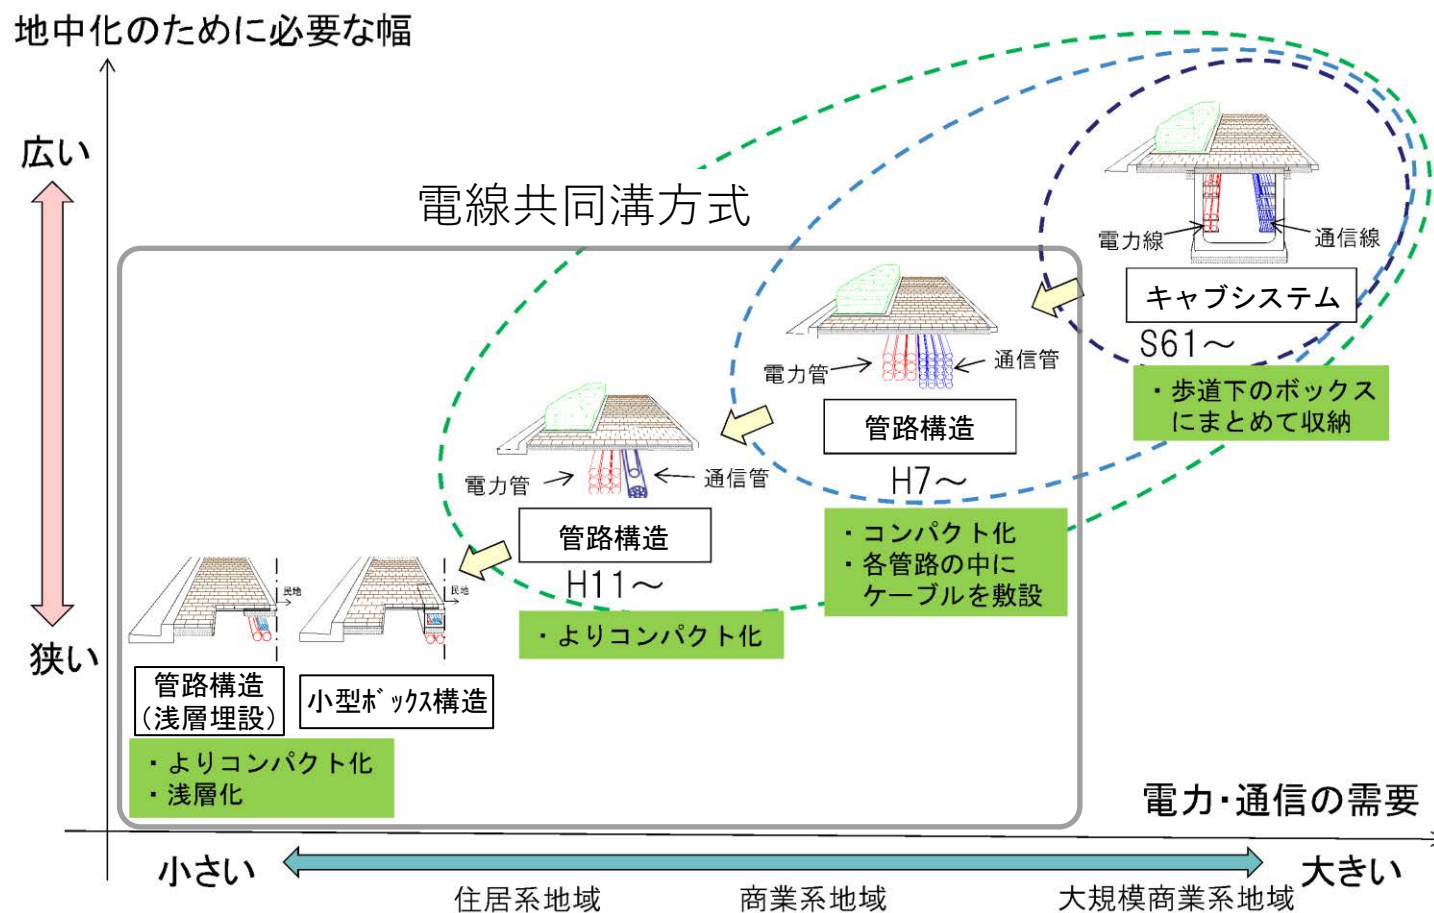 地中化のために必要な幅
広い
狭い
電線共同溝方式
電力線
通信線
キャブシステム
S61～
・歩道下のボックス
にまとめて収納
電力管
通信管
管路構造
H7～
・コンパクト化
・各管路の中に
ケーブルを敷設
電力管
通信管
管路構造
H11～
・よりコンパクト化
民地
民地
管路構造
(浅層埋設)
小型ボックス構造
・よりコンパクト化
・浅層化
電力・通信の需要
小さい
大きい
住居系地域
商業系地域
大規模商業系地域